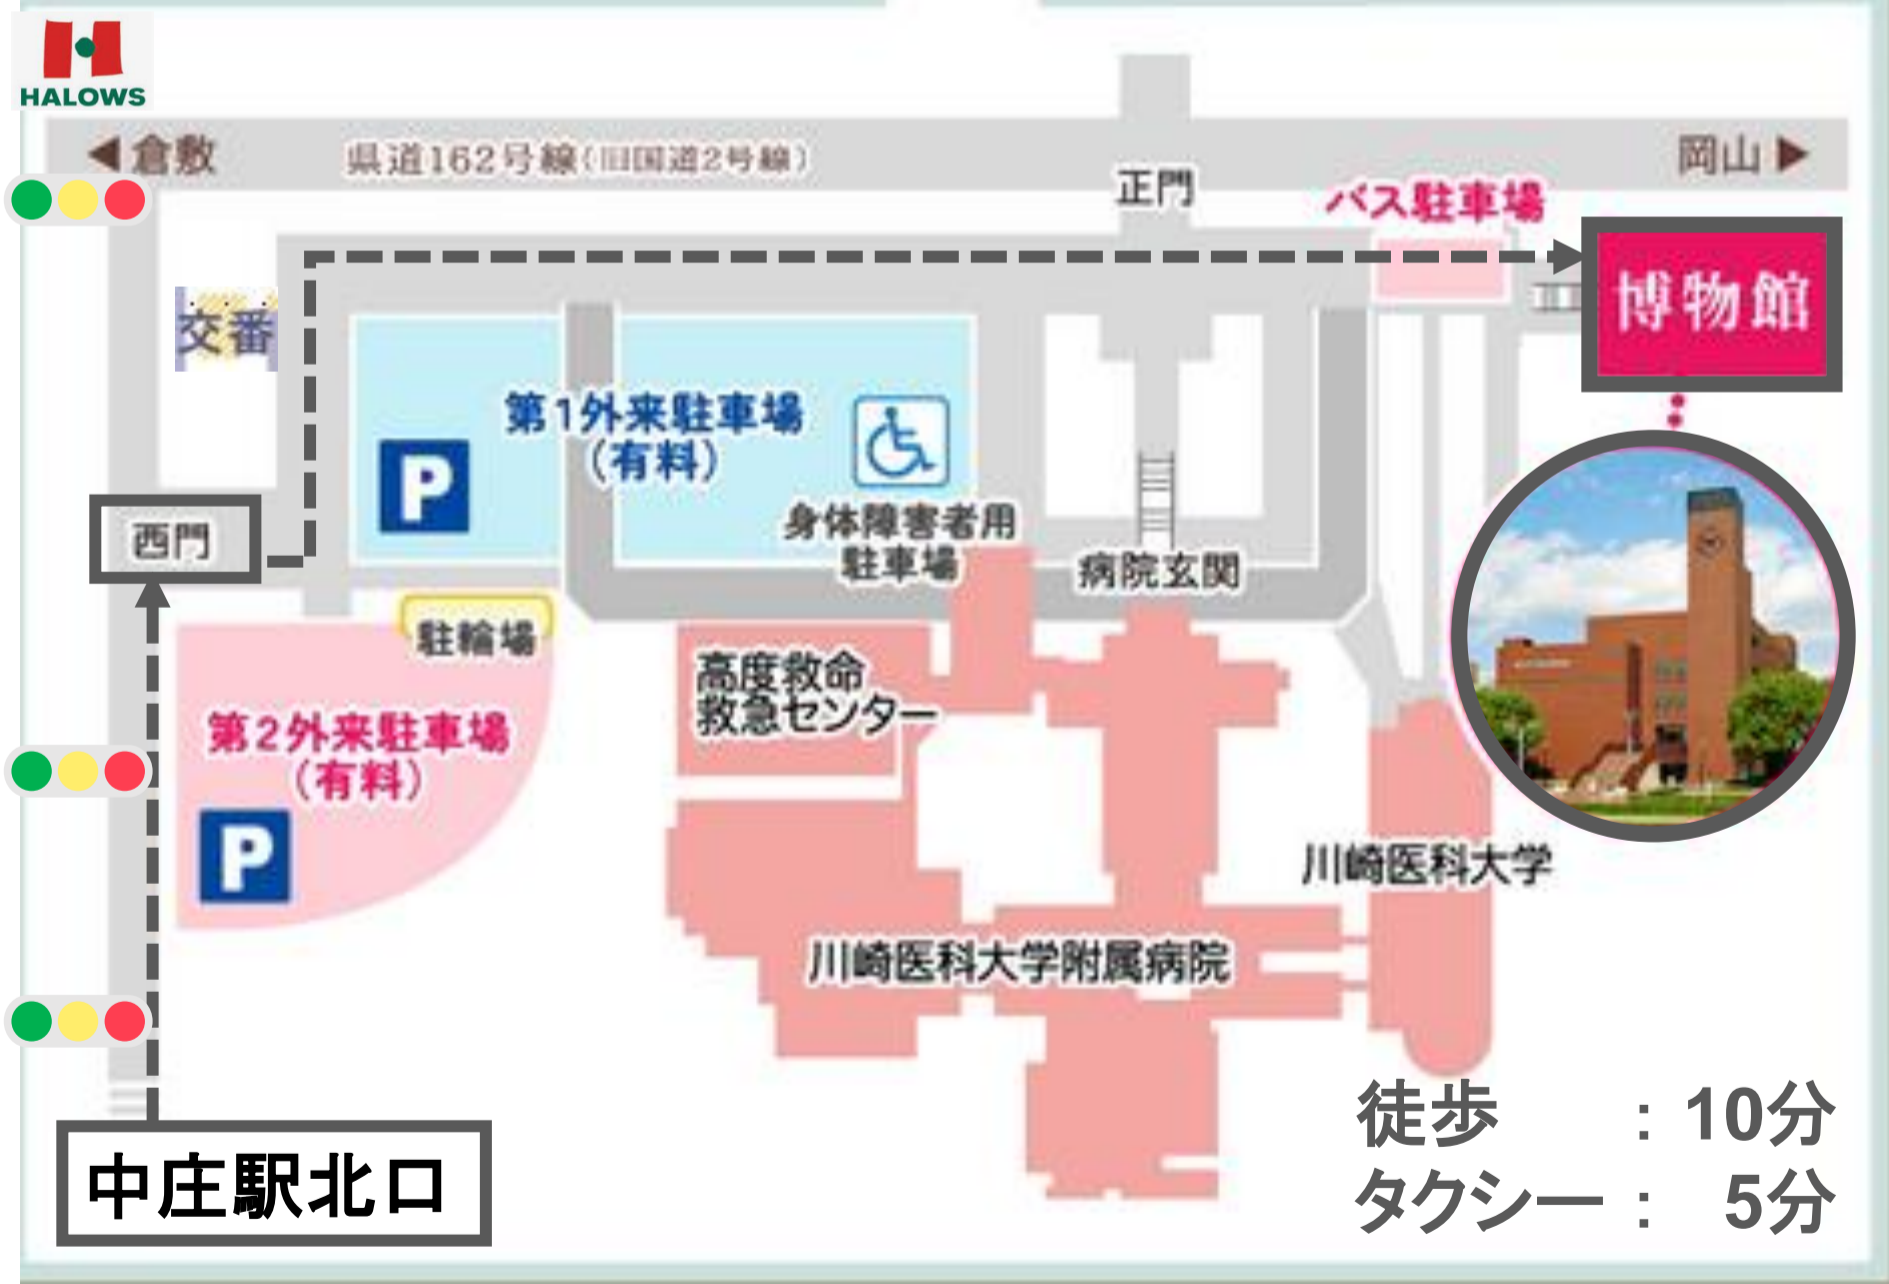 HALOWS
◀倉敷
県道162号線(旧国道2号線)
岡山▶
正門
バス駐車場
博物館
交番
第1外来駐車場
(有料)
P
身体障害者用
駐車場
西門
病院玄関
駐輪場
高度救命
救急センター
第2外来駐車場
(有料)
P
川崎医科大学
川崎医科大学附属病院
中庄駅北口
徒歩 : 10分
タクシー : 5分